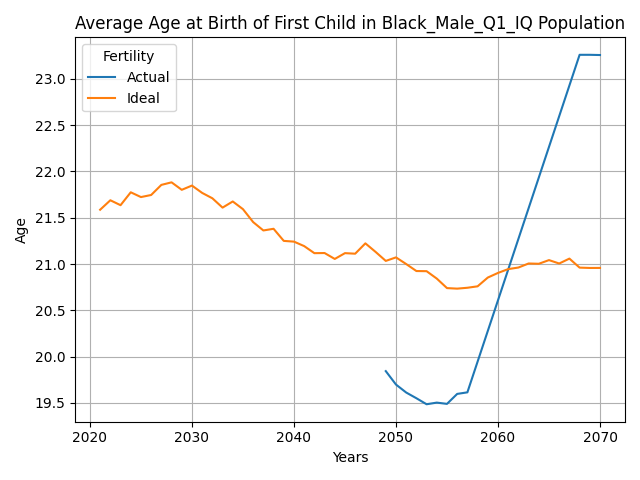 Average Age at Birth of First Child in Black_Male_Q1_IQ Population
Fertility
Actual
Ideal
23.0
22.5
22.0
21.5
21.0
20.5
20.0
19.5
Age
2020 2030 2040 2050 2060 2070
Years